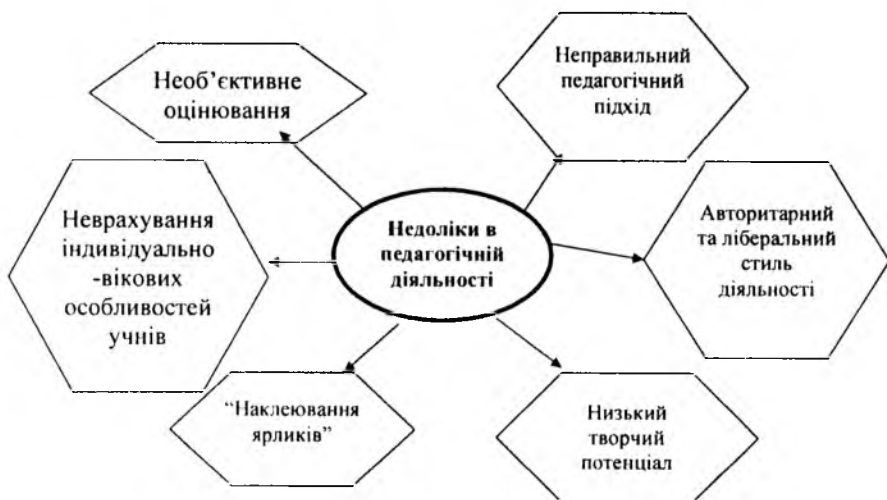 Необ’єктивне
оцінювання
Неправильний
педагогічний
підхід
Неврахування
індивідуально
-вікових
особливостей
учнів
Недоліки в
педагогічній
діяльності
Авторитарний
та ліберальний
стиль
діяльності
“Наклеювання
ярликів”
Низький
творчий
потенціал